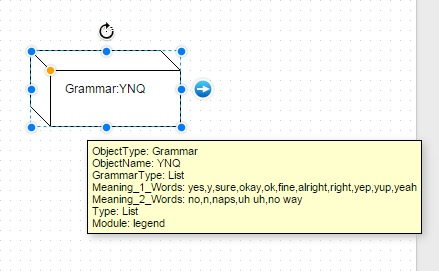 Grammar:YNQ
ObjectType: Grammar
ObjectName: YNQ
GrammarType: List
Meaning_1_Words: yes,y,sure,okay,ok,fine,alright,right,yep,yup,yeah
Meaning_2_Words: no,n,naps,uh uh,no way
Type: List
Module: legend